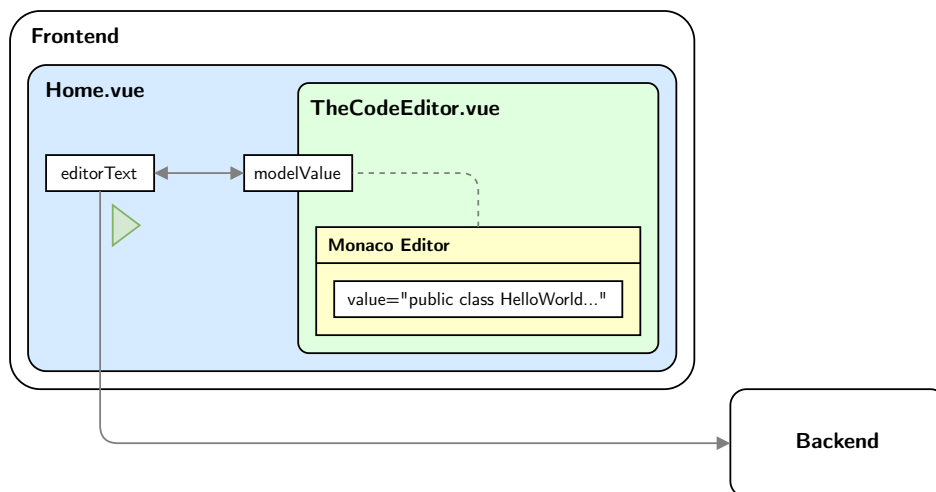 Frontend
Home.vue
TheCodeEditor.vue
editorText
modelValue
Monaco Editor
value="public class HelloWorld..."
Backend